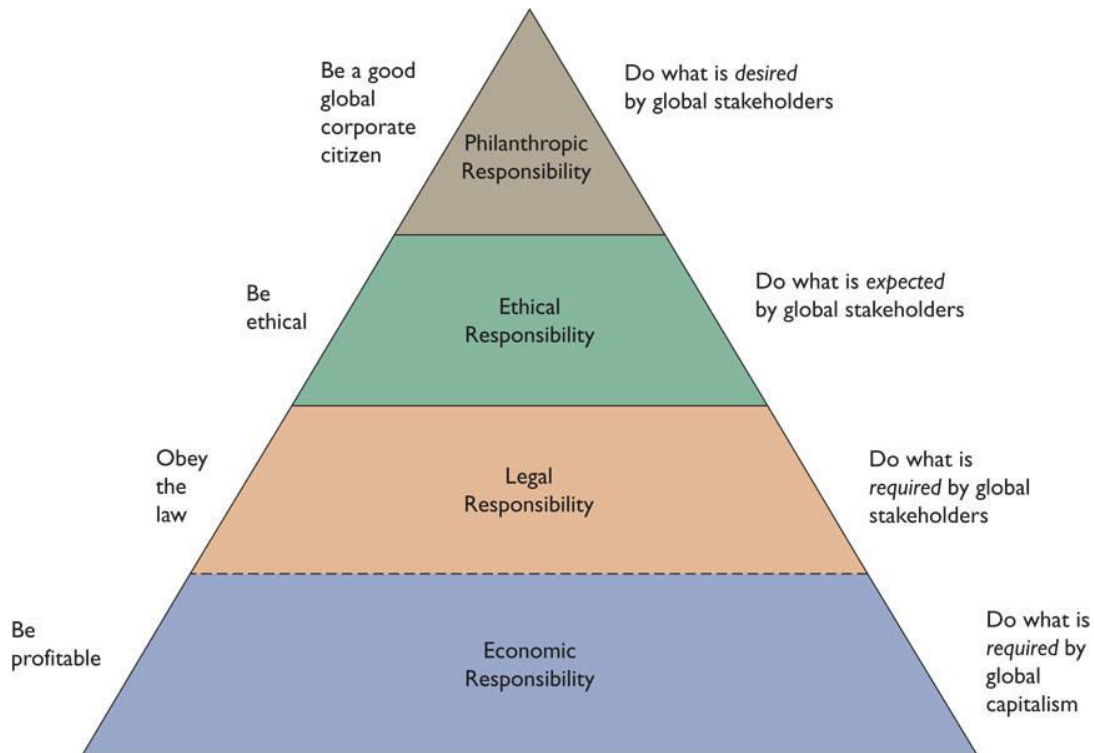 Be a good
global
corporate
citizen
Do what is desired
by global stakeholders
Philanthropic
Responsibility
Be
ethical
Ethical
Responsibility
Do what is expected
by global stakeholders
Obey
the
law
Legal
Responsibility
Do what is
required by global
stakeholders
Be
profitable
Economic
Responsibility
Do what is
required by
global
capitalism